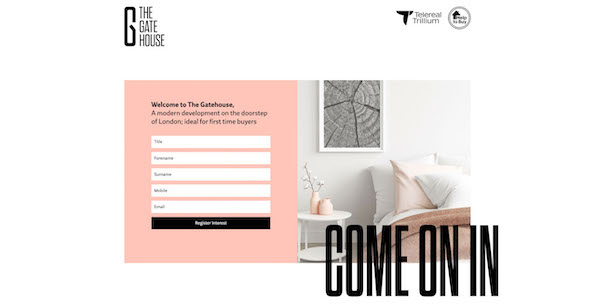 THE
GATE
HOUSE
Telereal
Trillium
Help
to Buy
Welcome to The Gatehouse,
A modern development on the doorstep
of London; ideal for first time buyers
Title
Forename
Surname
Mobile
Email
Register Interest
COME ON IN